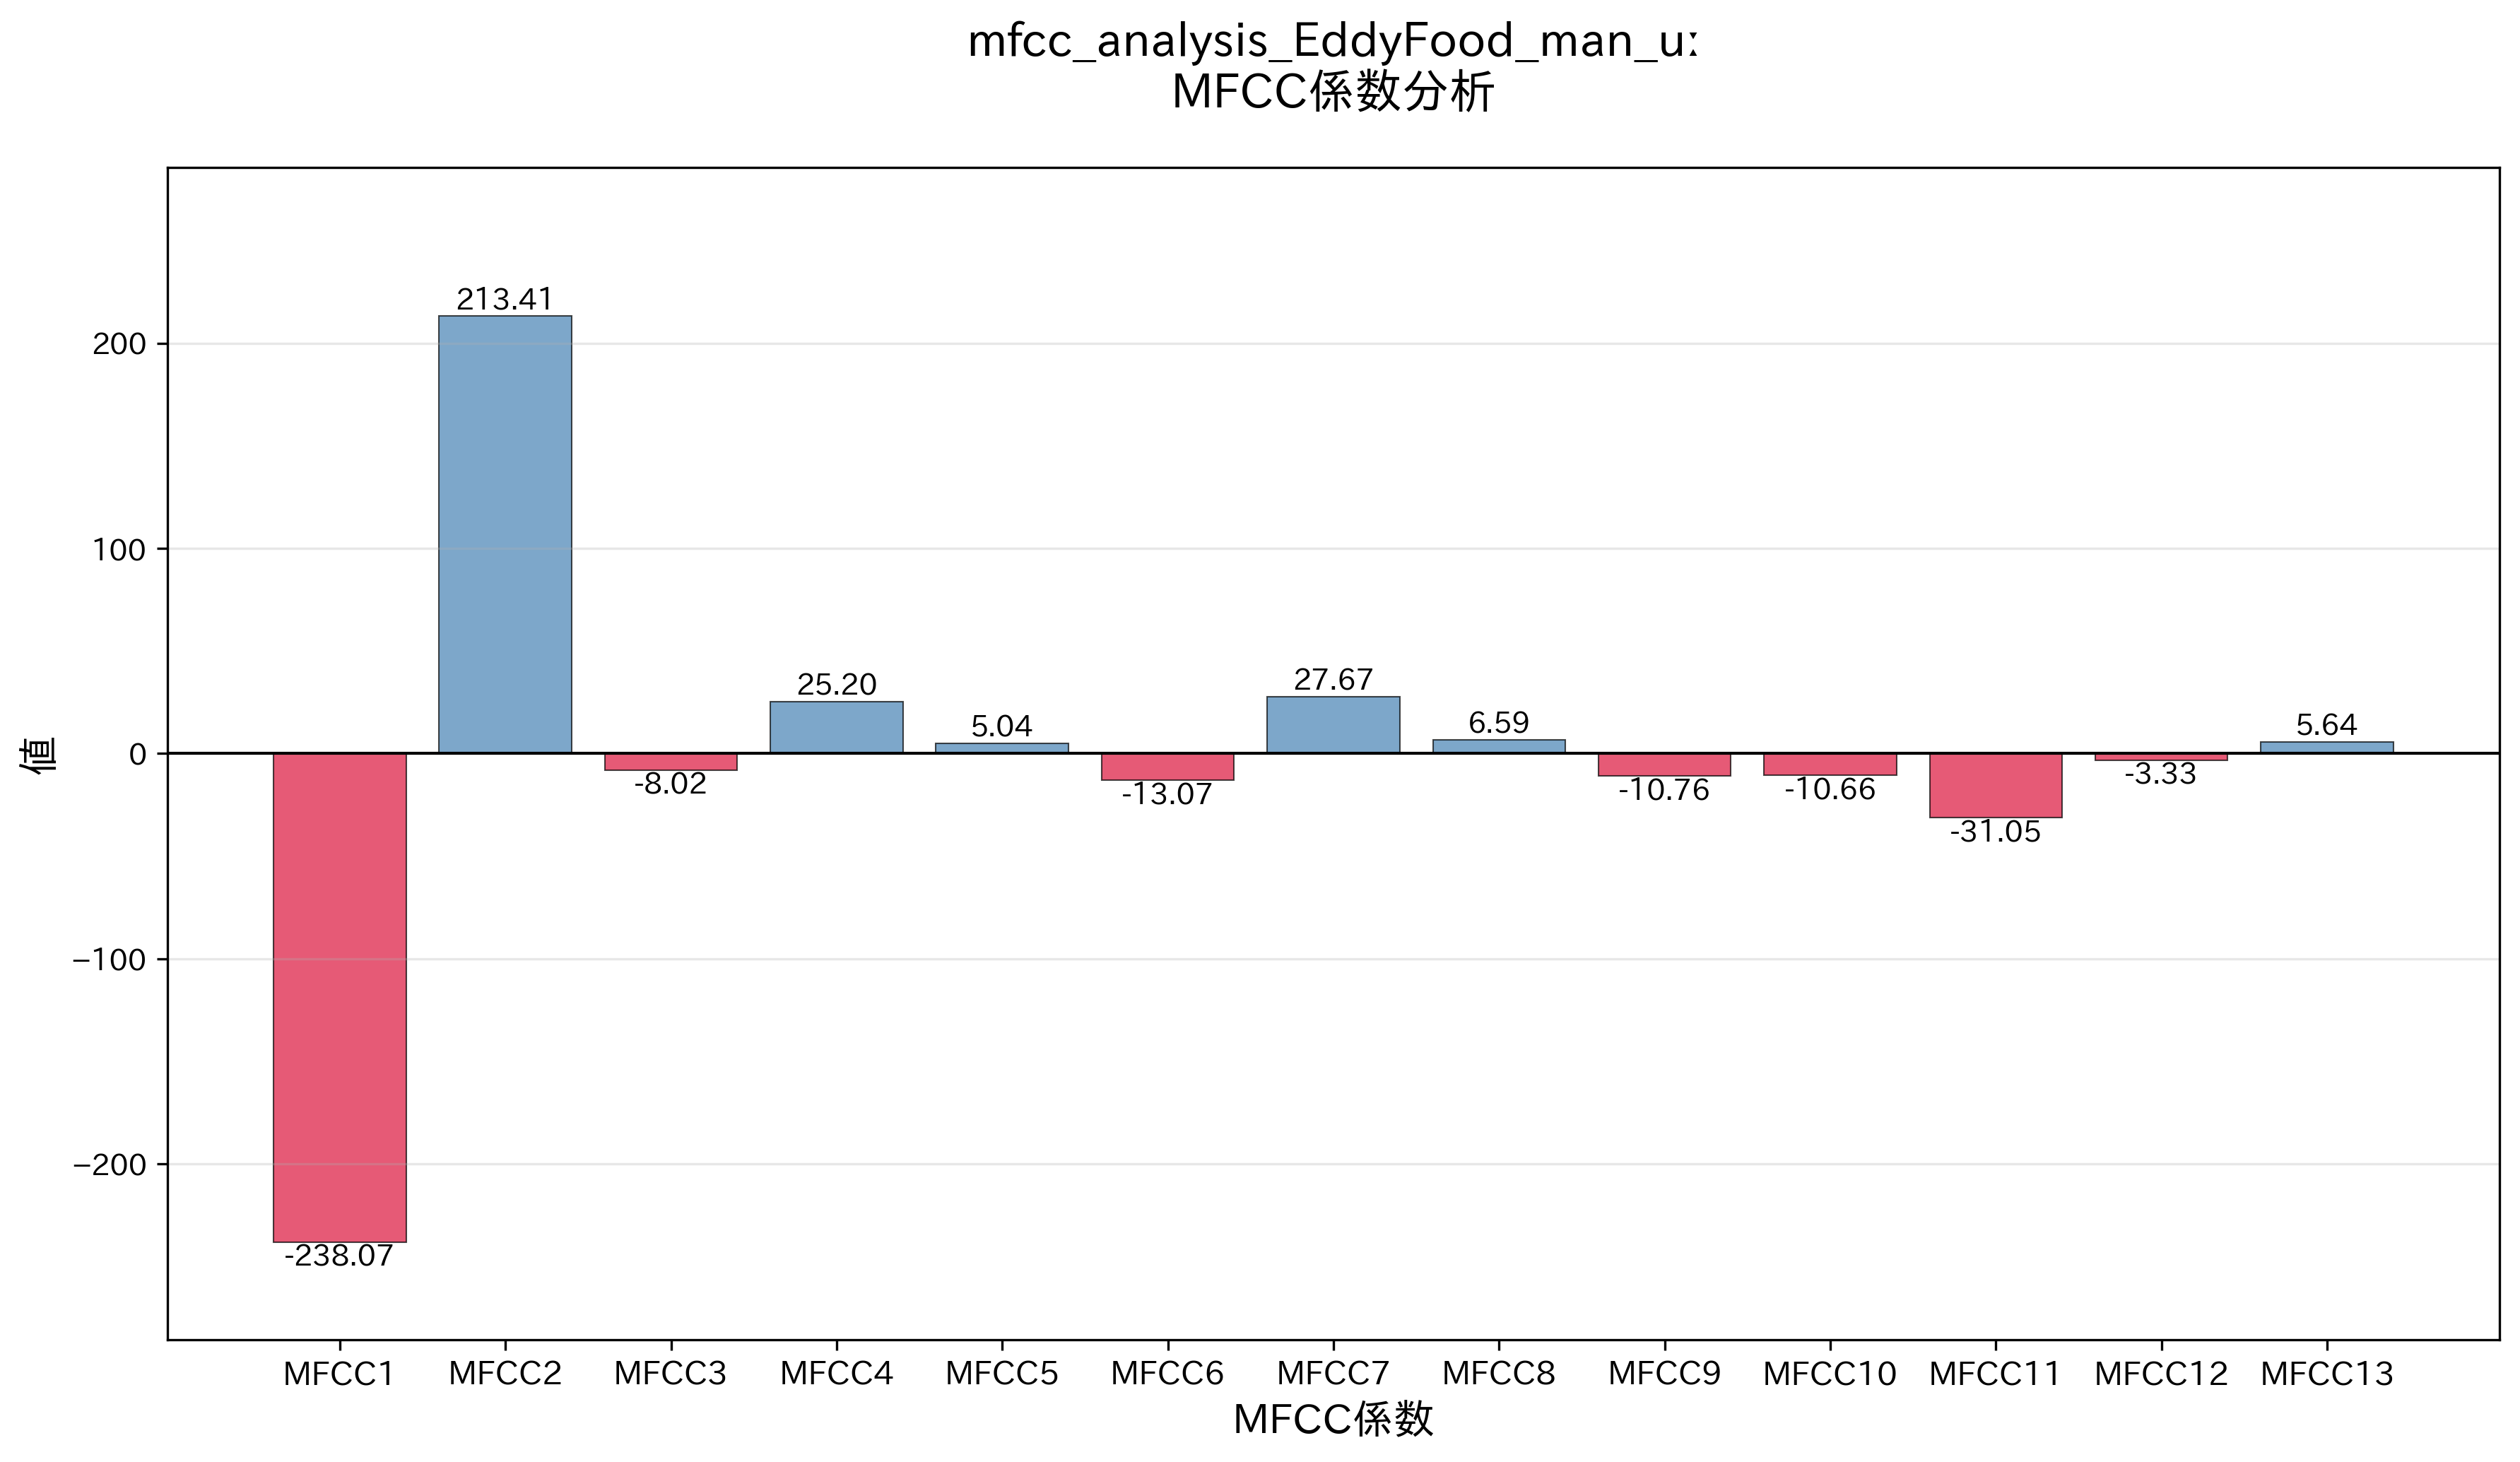 mfcc_analysis_EddyFood_man_u:
MFCC係数分析
値
200
100
0
−100
−200
-238.07
213.41
-8.02
25.20
5.04
-13.07
27.67
6.59
-10.76
-10.66
-31.05
-3.33
5.64
MFCC1
MFCC2
MFCC3
MFCC4
MFCC5
MFCC6
MFCC7
MFCC8
MFCC9
MFCC10
MFCC11
MFCC12
MFCC13
MFCC係数